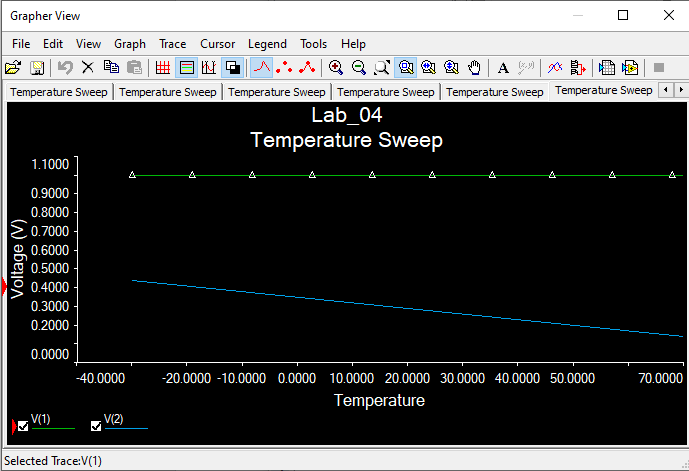 Grapher View
File Edit View Graph Trace Cursor Legend Tools Help
A
Temperature Sweep Temperature Sweep Temperature Sweep Temperature Sweep Temperature Sweep Temperature Sweep
Lab_04
Temperature Sweep
1.1000
0.9000
0.8000
0.7000
0.6000
0.5000
0.4000
0.3000
0.2000
0.0000
Voltage (V)
-40.0000 -20.0000 -10.0000 0.0000 10.0000 20.0000 30.0000 40.0000 50.0000 70.0000
Temperature
V(1) V(2)
Selected Trace:V(1)